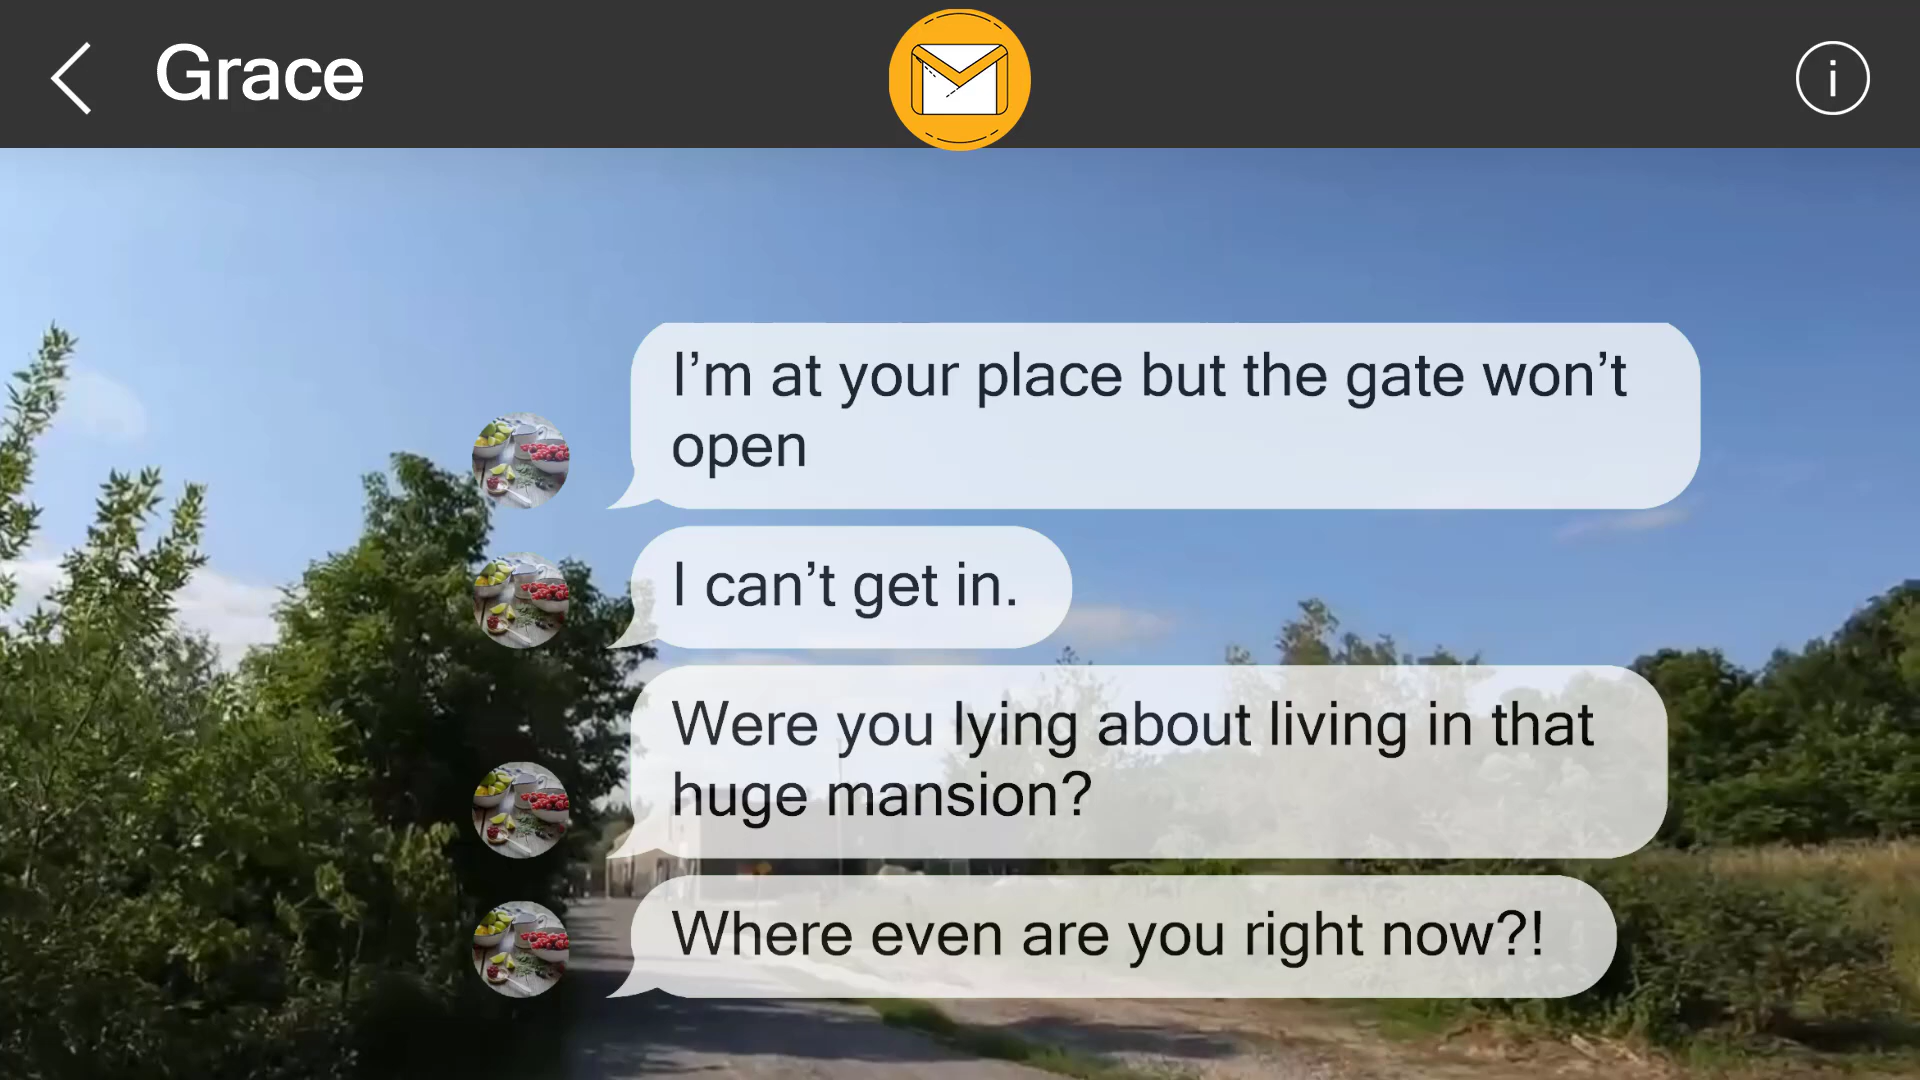 Grace
I’m at your place but the gate won’t
open
I can’t get in.
Were you lying about living in that
huge mansion?
Where even are you right now?!